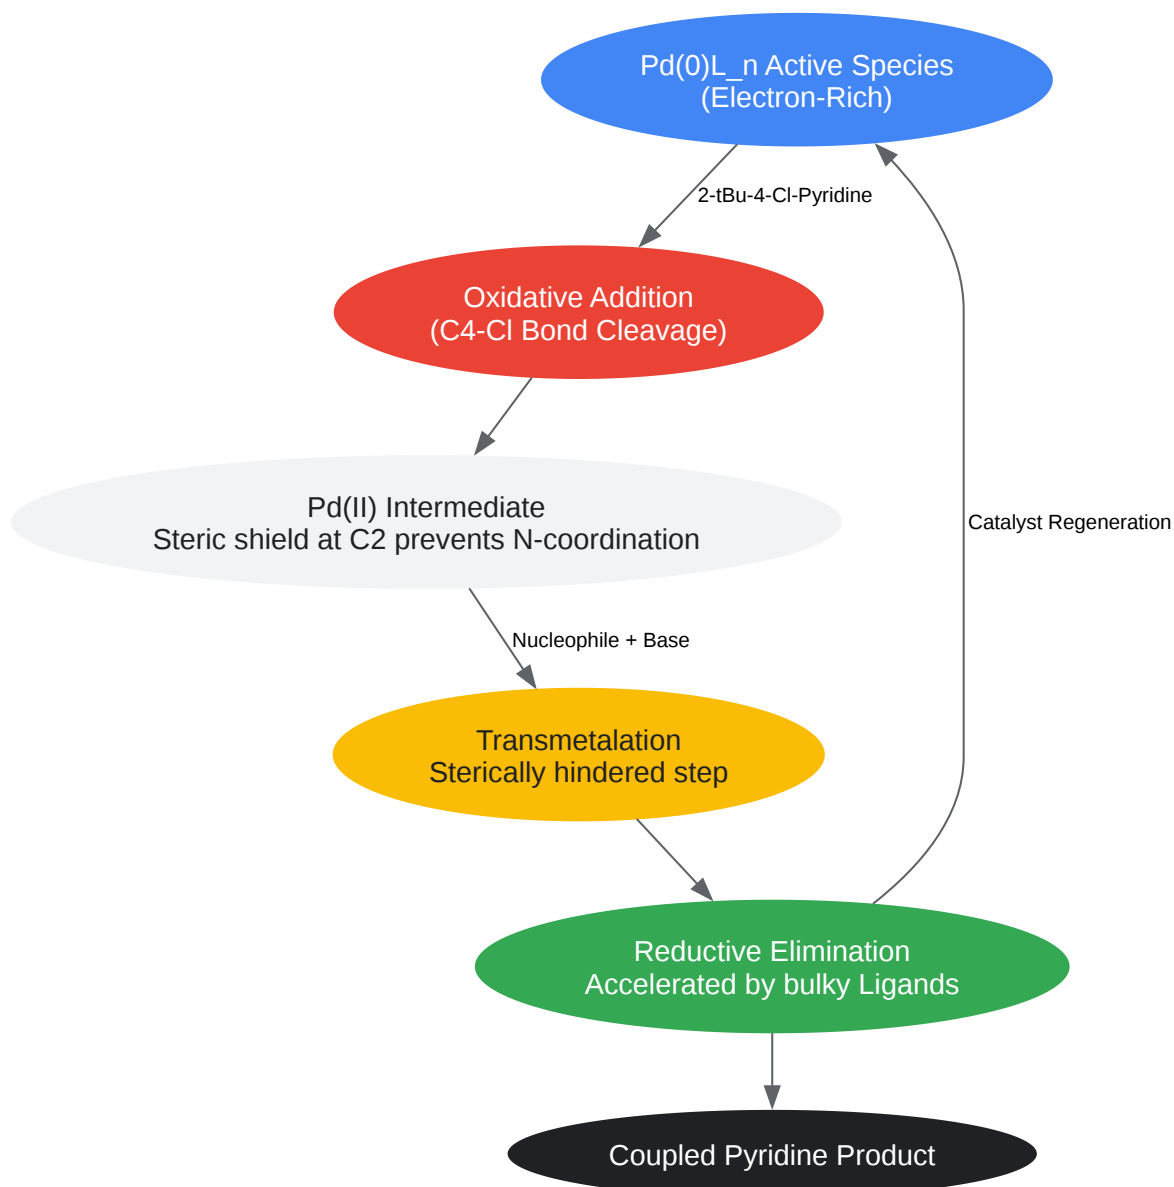 Pd(0)L_n Active Species
(Electron-Rich)
2-tBu-4-Cl-Pyridine
Oxidative Addition
(C4-Cl Bond Cleavage)
Pd(II) Intermediate
Steric shield at C2 prevents N-coordination
Catalyst Regeneration
Nucleophile + Base
Transmetalation
Sterically hindered step
Reductive Elimination
Accelerated by bulky Ligands
Coupled Pyridine Product